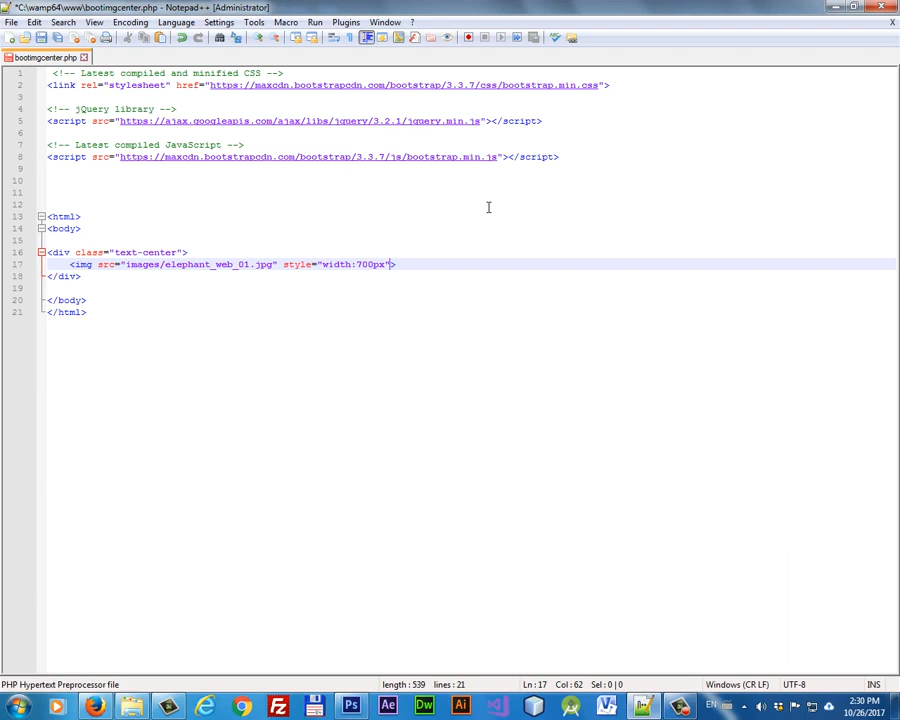 *C:\wamp64\www\bootimgcenter.php - Notepad++ [Administrator]
File Edit Search View Encoding Language Settings Macro Run Plugins Window ? X
bootimgcenter.php
1 <!-- Latest compiled and minified CSS -->
2 <link rel="stylesheet" href="https://maxcdn.bootstrapcdn.com/bootstrap/3.3.7/css/bootstrap.min.css">
3
4 <!-- jQuery library -->
5 <script src="https://ajax.googleapis.com/ajax/libs/jquery/3.2.1/jquery.min.js"></script>
6
7 <!-- Latest compiled JavaScript -->
8 <script src="https://maxcdn.bootstrapcdn.com/bootstrap/3.3.7/js/bootstrap.min.js"></script>
9
10
11
12
13 <html>
14 <body>
15
16 <div class="text-center">
17 <img src="images/elephant_web_01.jpg" style="width:700px">
18 </div>
19
20 </body>
21 </html>
PHP Hypertext Preprocessor file length : 539 lines : 21 Ln : 17 Col : 62 Sel : 0 | 0 Windows (CR LF) UTF-8 INS
Ps Ae Dw Ai EN 2:30 PM
10/26/2017